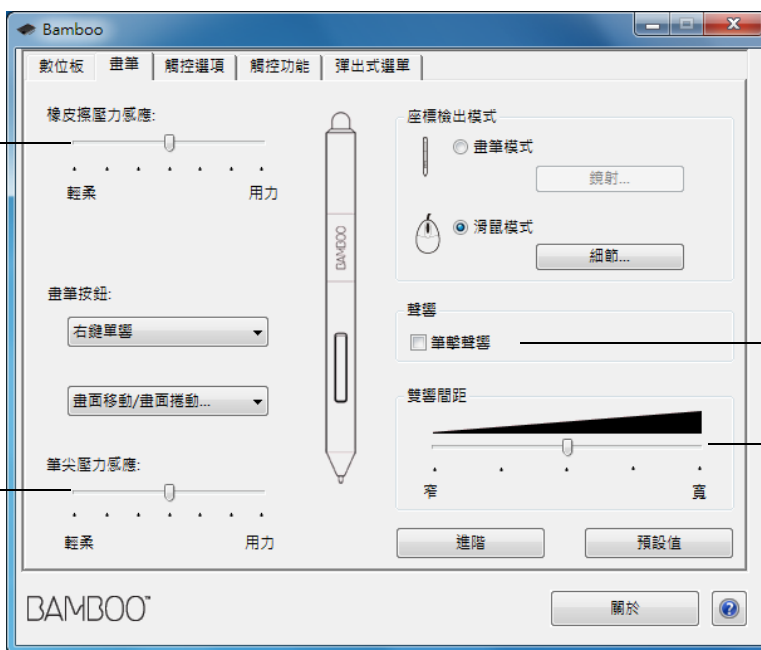 Bamboo
數位板 畫筆 觸控選項 觸控功能 彈出式選單
橡皮擦壓力感應:
輕柔 用力
畫筆按鈕:
右鍵單響
畫面移動/畫面捲動...
筆尖壓力感應:
輕柔 用力
BAMBOO
座標檢出模式
畫筆模式
鏡射...
滑鼠模式
細節...
聲響
筆擊聲響
雙響間距
窄 寬
進階 預設值
BAMBOO™
關於
?